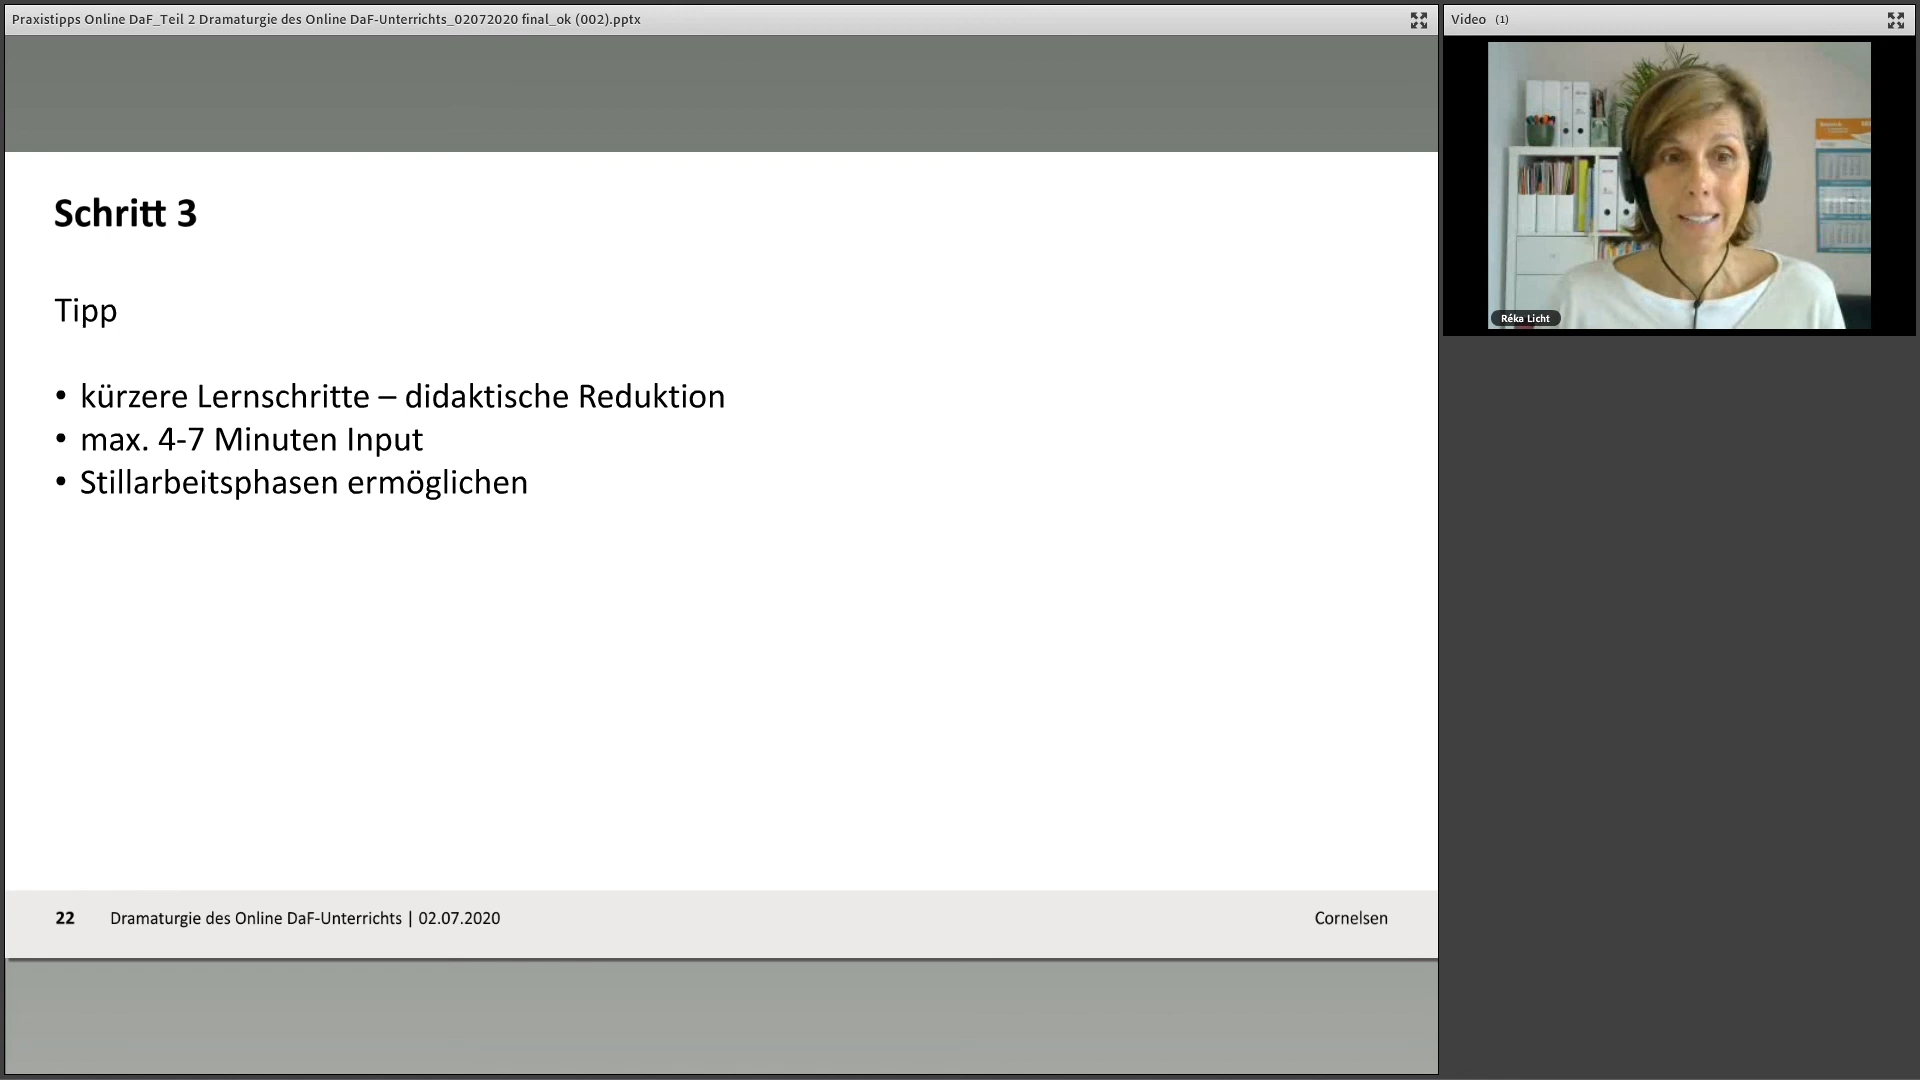 Praxistipps Online DaF_Teil 2 Dramaturgie des Online DaF-Unterrichts_02072020 final_ok (002).pptx
Video (1)
Réka Licht
Schritt 3
Tipp
• kürzere Lernschritte – didaktische Reduktion
• max. 4-7 Minuten Input
• Stillarbeitsphasen ermöglichen
22 Dramaturgie des Online DaF-Unterrichts | 02.07.2020 Cornelsen